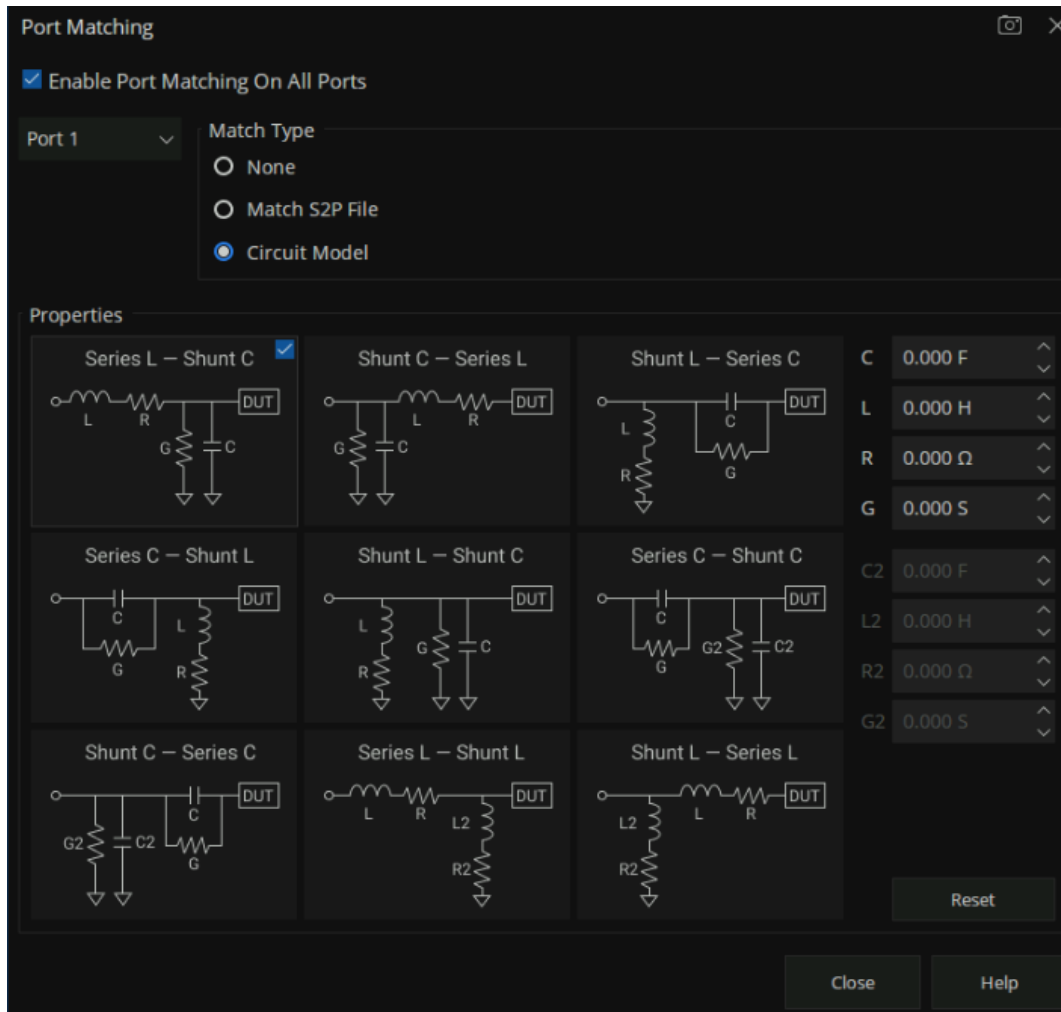 Port Matching
Enable Port Matching On All Ports
Port 1
Match Type
None
Match S2P File
Circuit Model
Properties
Series L — Shunt C
L R G C DUT
Shunt C — Series L
G C L R DUT
Shunt L — Series C
L R C G DUT
C 0.000 F
L 0.000 H
R 0.000 Ω
G 0.000 S
Series C — Shunt L
C G L R DUT
Shunt L — Shunt C
L R G C DUT
Series C — Shunt C
C G G2 C2 DUT
C2 0.000 F
L2 0.000 H
R2 0.000 Ω
G2 0.000 S
Shunt C — Series C
G2 C2 C G DUT
Series L — Shunt L
L R L2 R2 DUT
Shunt L — Series L
L2 R2 L R DUT
Reset
Close
Help